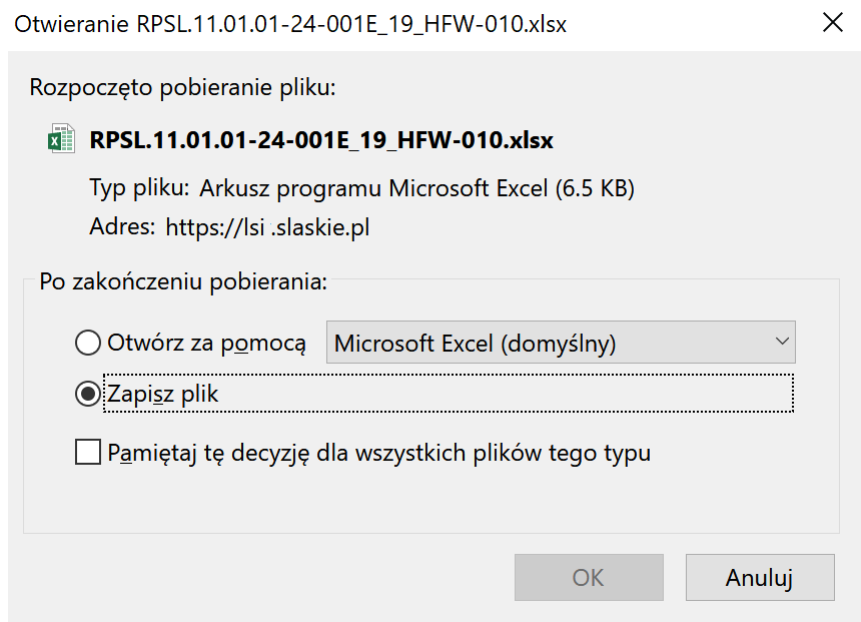 Otwieranie RPSL.11.01.01-24-001E_19_HFW-010.xlsx
Rozpoczęto pobieranie pliku:
RPSL.11.01.01-24-001E_19_HFW-010.xlsx
Typ pliku: Arkusz programu Microsoft Excel (6.5 KB)
Adres: https://lsi .slaskie.pl
Po zakończeniu pobierania:
Otwórz za pomocą Microsoft Excel (domyślny)
Zapisz plik
Pamiętaj tę decyzję dla wszystkich plików tego typu
OK Anuluj